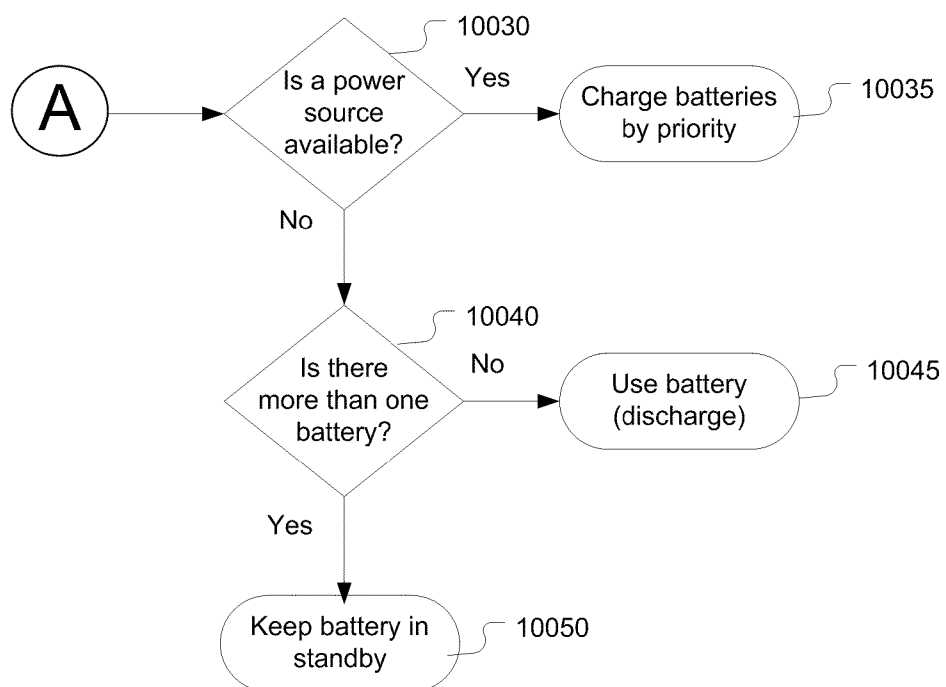 10030
A
Is a power
source
available?
Yes
Charge batteries
by priority
10035
No
10040
Is there
more than one
battery?
No
Use battery
(discharge)
10045
Yes
Keep battery in
standby
10050